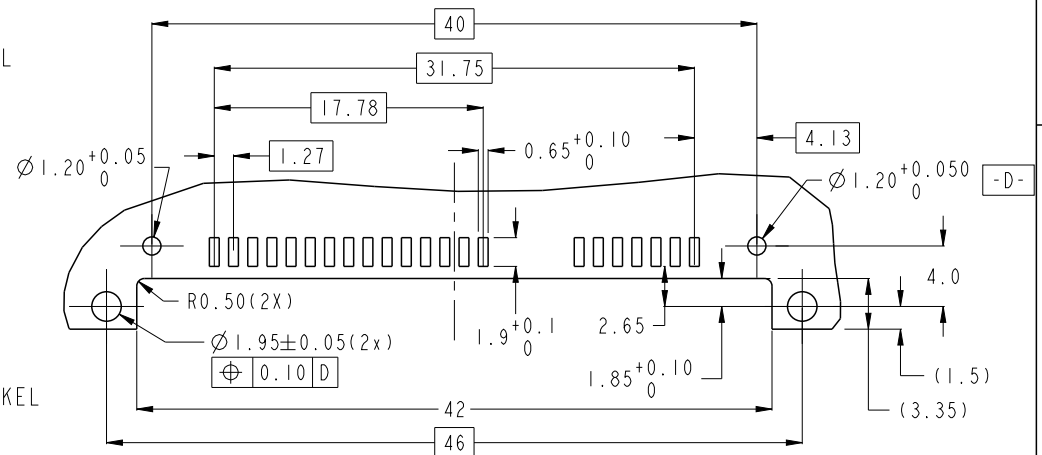 40
L
31.75
17.78
4.13
1.27
0.65 +0.10 0
Ø1.20 +0.05 0
Ø1.20 +0.050 0
-D-
4.0
R0.50(2X)
1.9 +0.1 0
2.65
Ø1.95±0.05(2x)
⌖ 0.10 D
1.85 +0.10 0
(1.5)
KEL
42
(3.35)
46